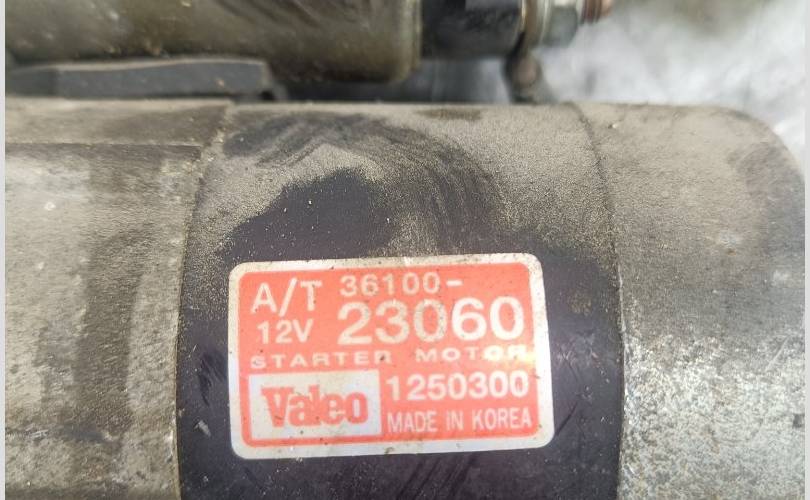 A/T 36100-
12V 23060
STARTER MOTOR
Valeo 1250300
MADE IN KOREA